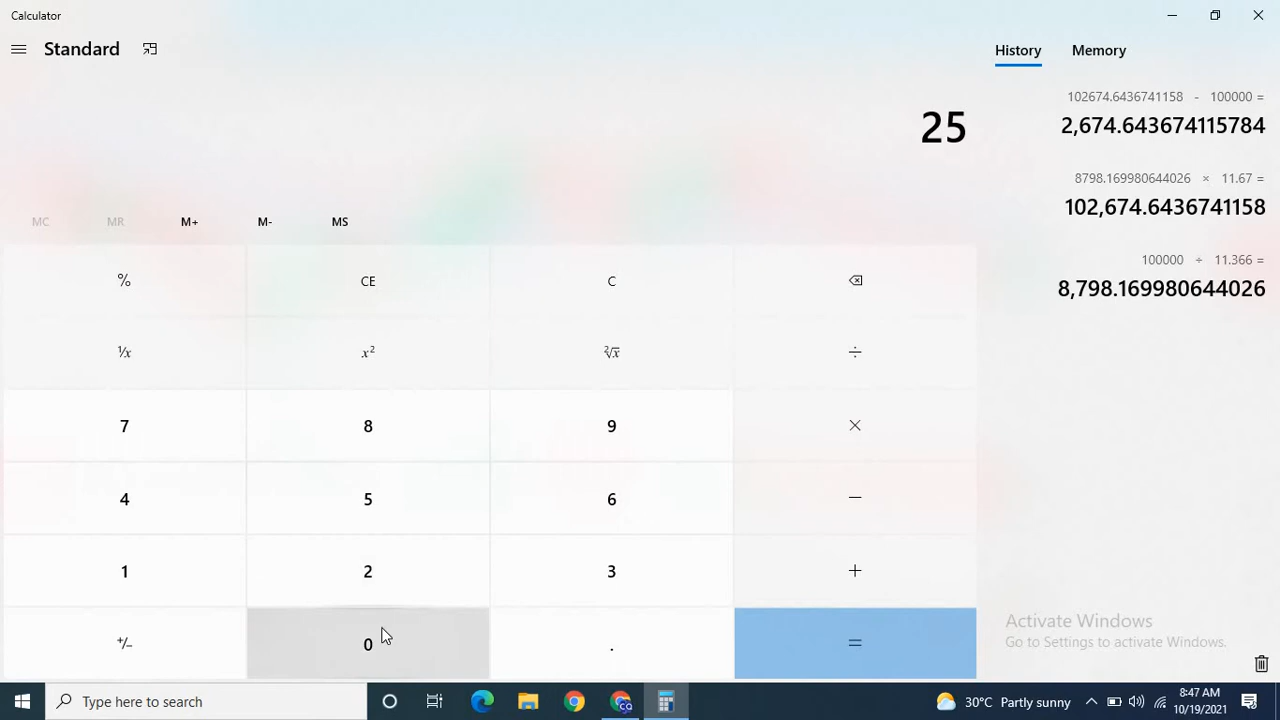 Calculator
Standard
History
Memory
102674.6436741158 - 100000 =
2,674.643674115784
25
8798.169980644026 × 11.67 =
102,674.6436741158
MC MR M+ M- MS
100000 ÷ 11.366 =
8,798.169980644026
% CE C
¹/x x² ²√x ÷
7 8 9 ×
4 5 6 −
1 2 3 +
+/− 0 . =
Activate Windows
Go to Settings to activate Windows.
Type here to search
30°C Partly sunny
8:47 AM
10/19/2021